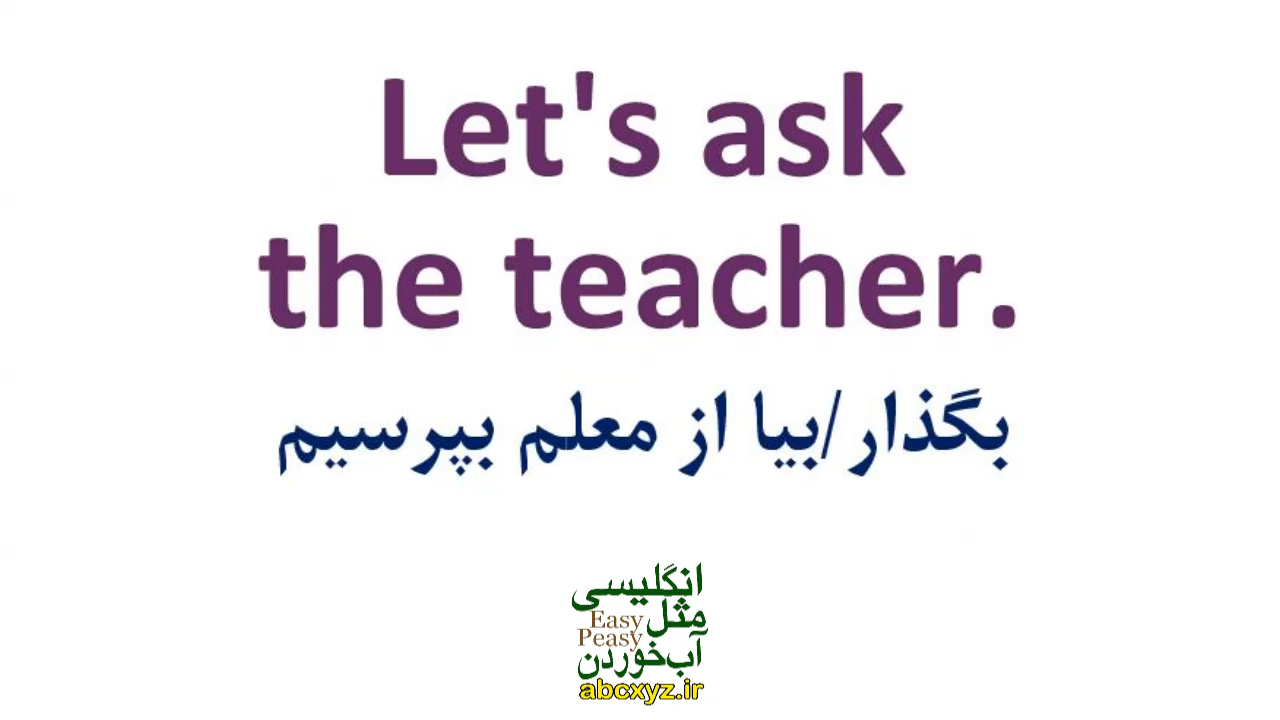 Let's ask
the teacher.
بگذار/بیا از معلم بپرسیم
انگلیسی
مثل
Easy
Peasy
آب‌خوردن
abcxyz.ir